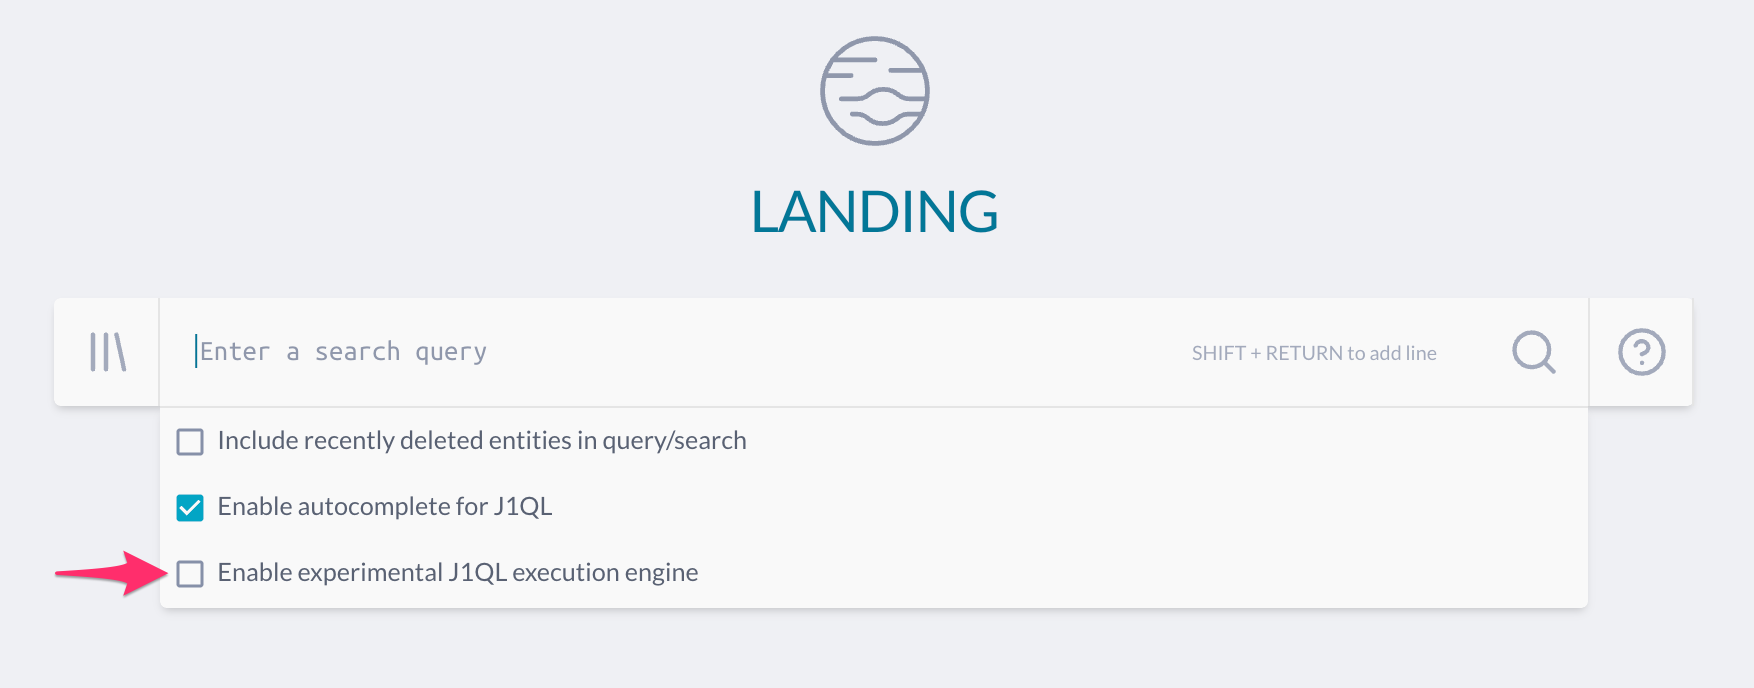 LANDING
Enter a search query
SHIFT + RETURN to add line
Include recently deleted entities in query/search
Enable autocomplete for J1QL
Enable experimental J1QL execution engine